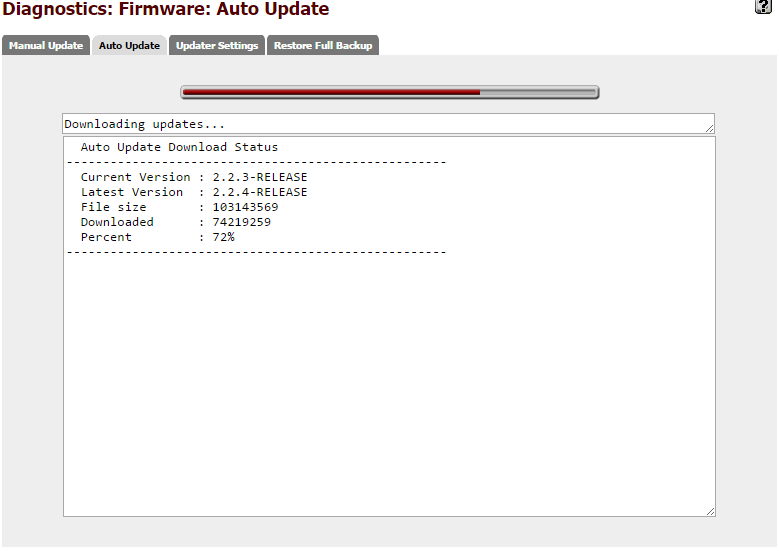 Diagnostics: Firmware: Auto Update
?
Manual Update Auto Update Updater Settings Restore Full Backup
Downloading updates...
Auto Update Download Status
----------------------------------------------------
Current Version : 2.2.3-RELEASE
Latest Version : 2.2.4-RELEASE
File size : 103143569
Downloaded : 74219259
Percent : 72%
----------------------------------------------------